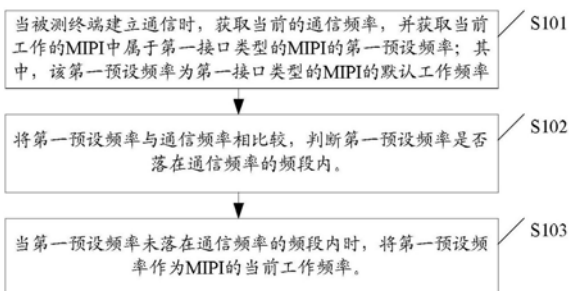 当被测终端建立通信时，获取当前的通信频率，并获取当前
工作的MIPI中属于第一接口类型的MIPI的第一预设频率；其
中，该第一预设频率为第一接口类型的MIPI的默认工作频率
S101
将第一预设频率与通信频率相比较，判断第一预设频率是否
落在通信频率的频段内。
S102
当第一预设频率未落在通信频率的频段内时，将第一预设频
率作为MIPI的当前工作频率。
S103